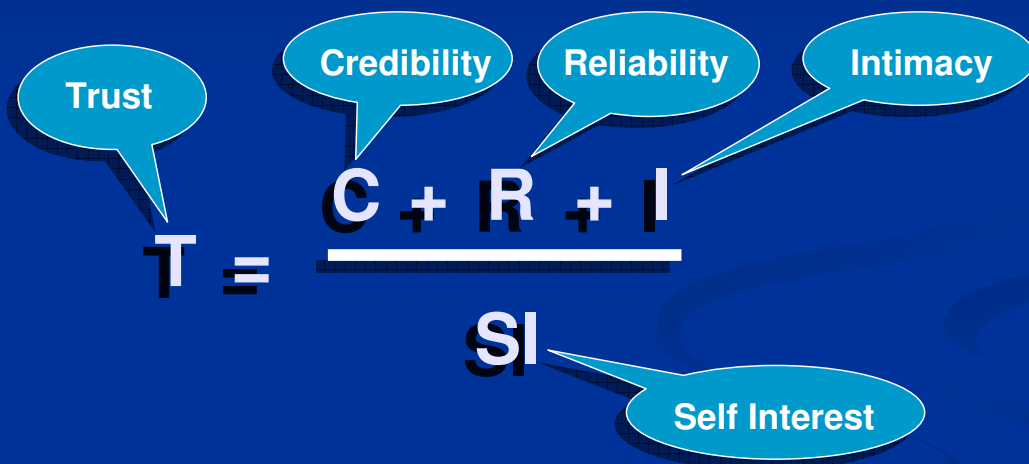 Trust
Credibility
Reliability
Intimacy
C + R + I
T =
SI
Self Interest